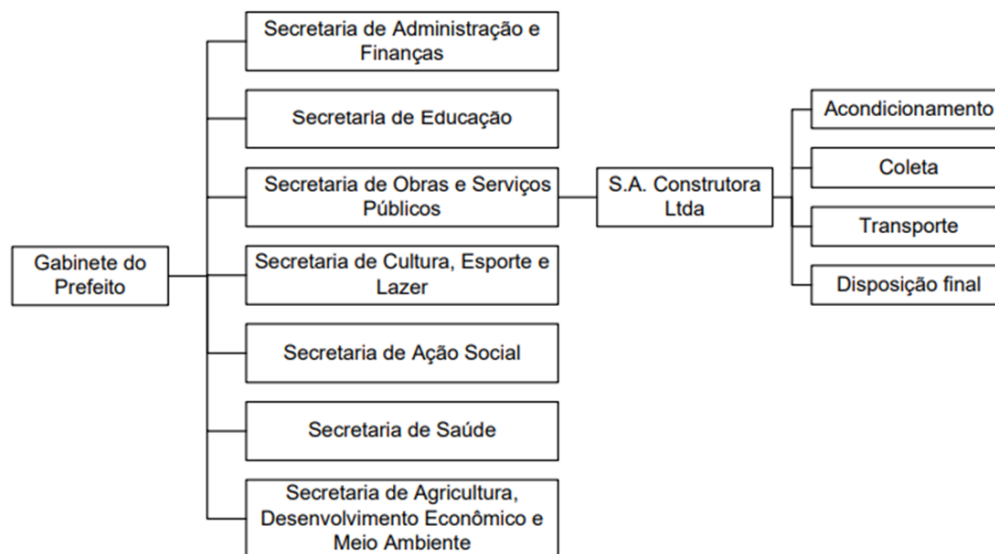 Secretaria de Administração e
Finanças
Secretaria de Educação
Secretaria de Obras e Serviços
Públicos
Secretaria de Cultura, Esporte e
Lazer
Secretaria de Ação Social
Secretaria de Saúde
Secretaria de Agricultura,
Desenvolvimento Econômico e
Meio Ambiente
Gabinete do
Prefeito
S.A. Construtora
Ltda
Acondicionamento
Coleta
Transporte
Disposição final